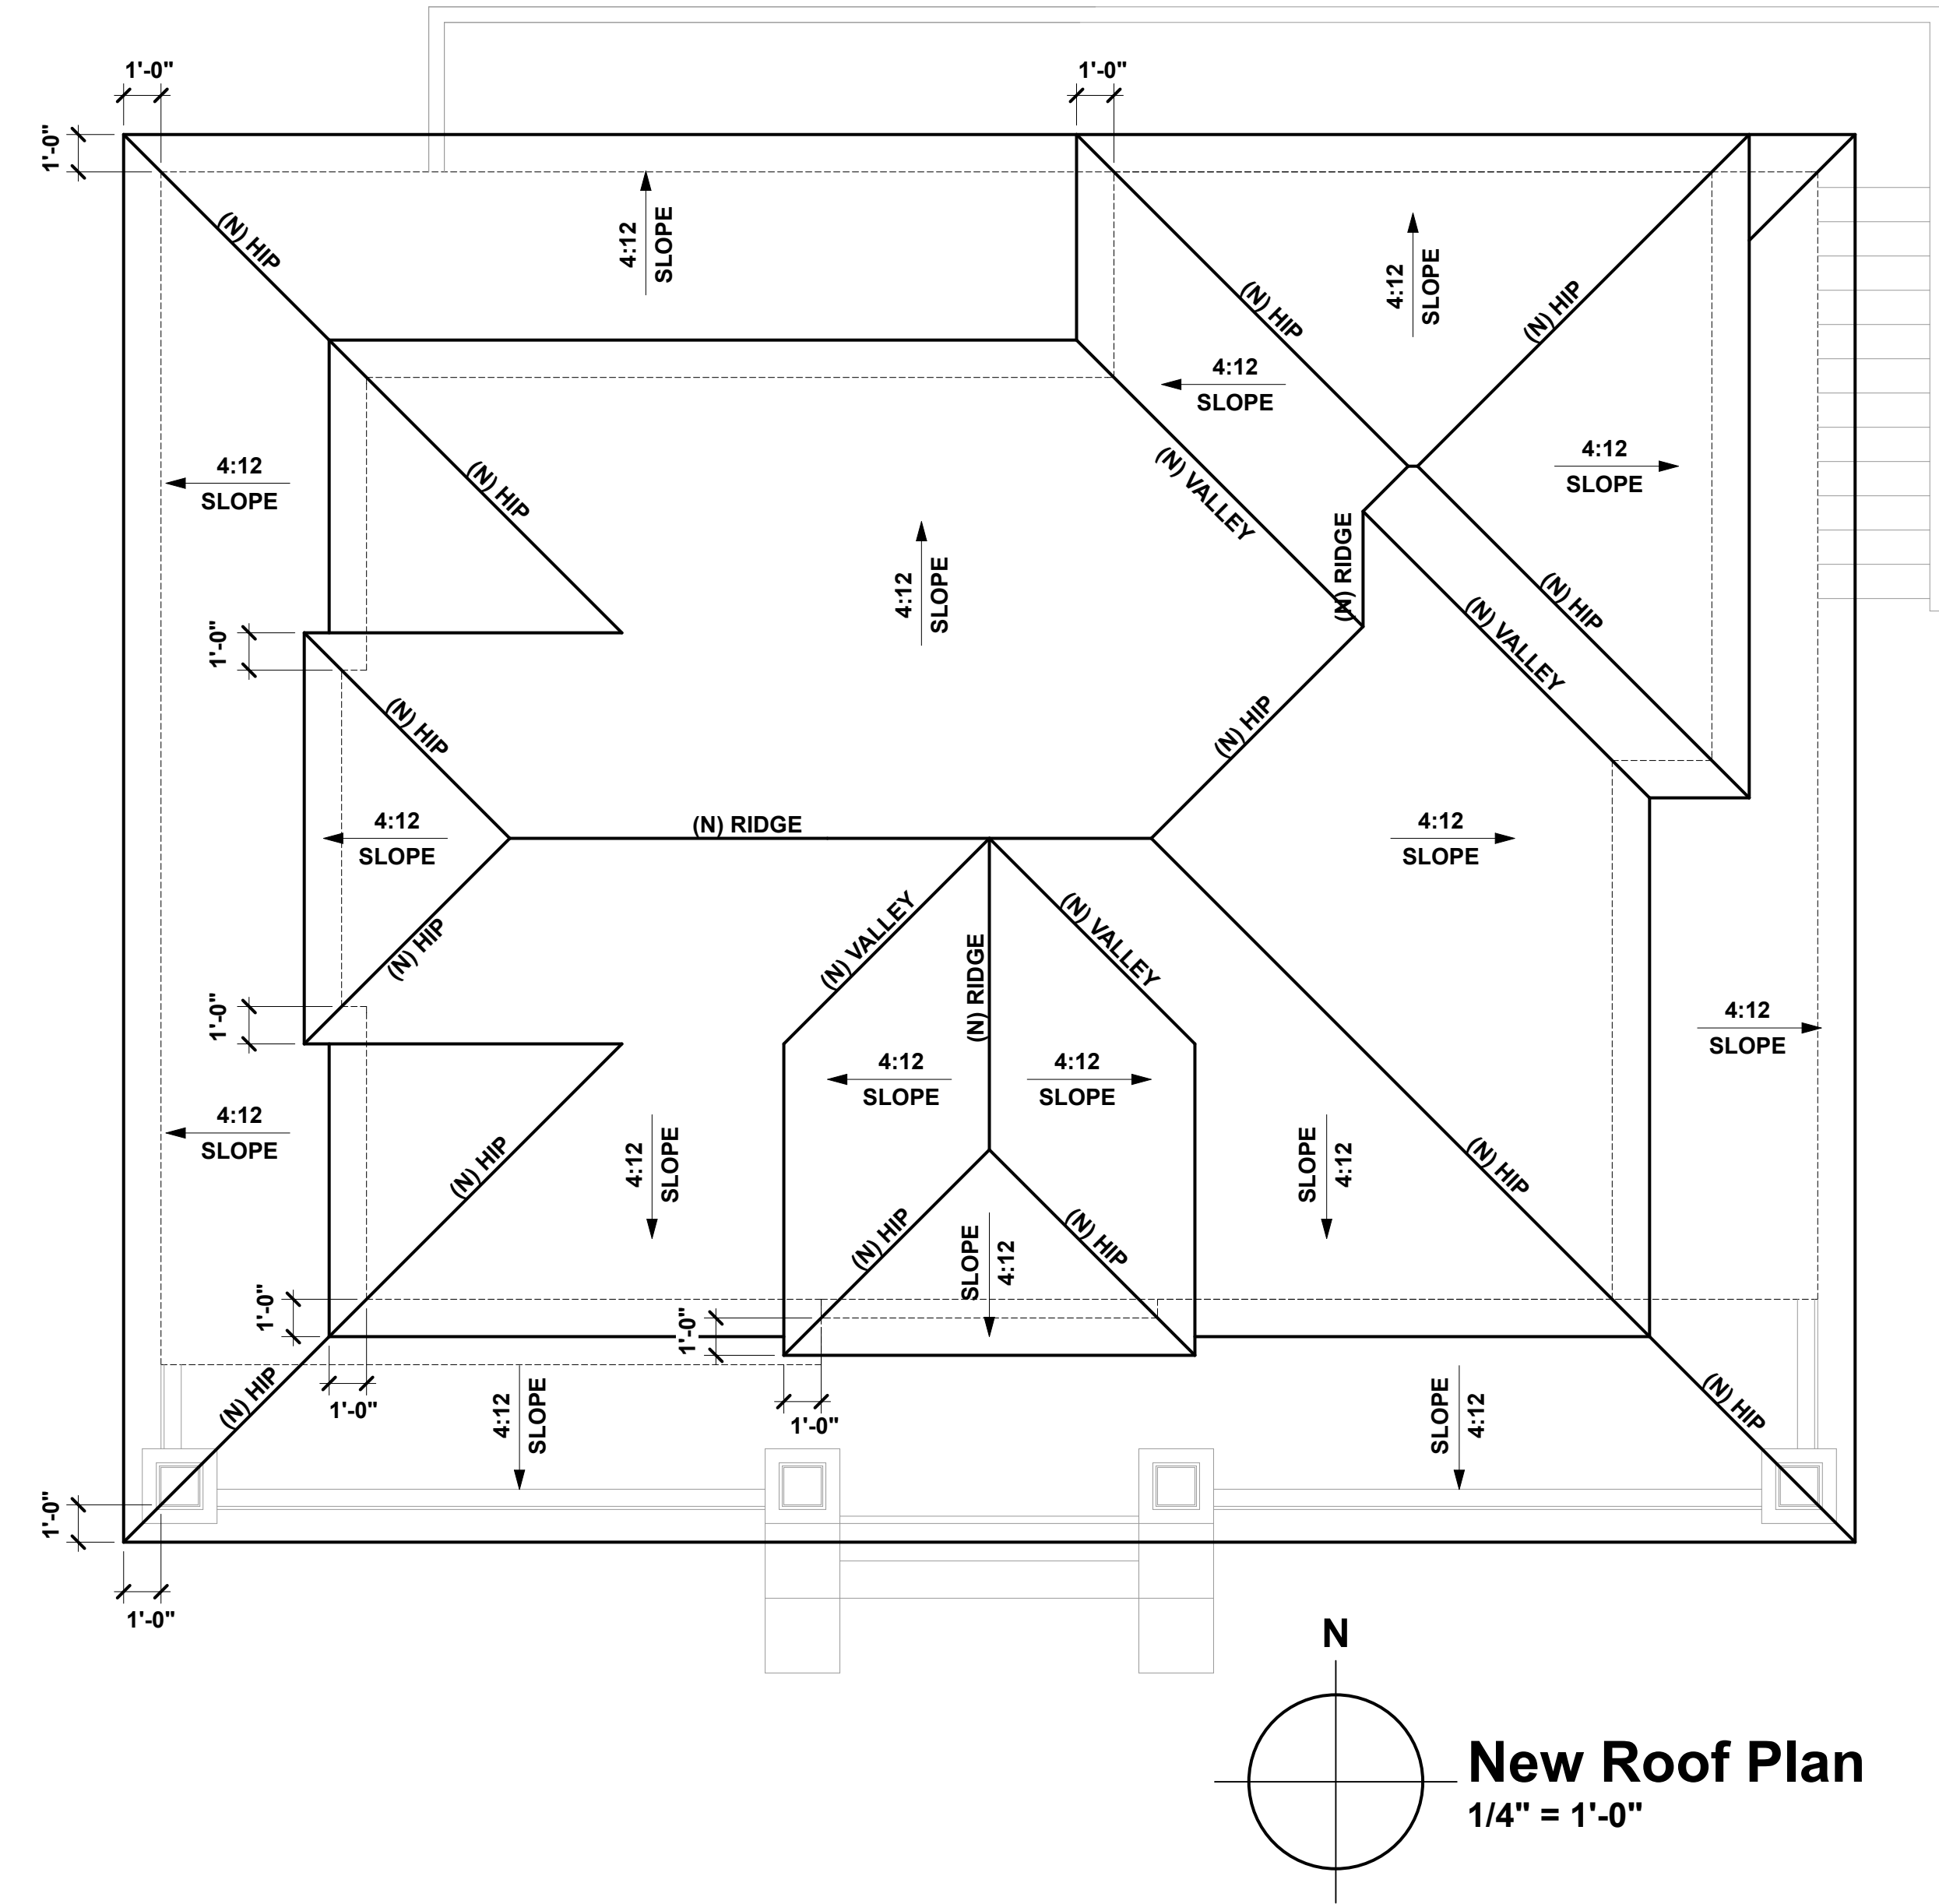 1'-0"
1'-0"
1'-0"
(N) HIP
4:12
SLOPE
4:12
SLOPE
(N) HIP
(N) HIP
4:12
SLOPE
4:12
SLOPE
4:12
SLOPE
(N) HIP
(N) VALLEY
(N) RIDGE
4:12
SLOPE
(N) HIP
(N) VALLEY
1'-0"
(N) HIP
(N) HIP
4:12
SLOPE
(N) RIDGE
4:12
SLOPE
(N) HIP
(N) VALLEY
(N) RIDGE
(N) VALLEY
1'-0"
4:12
SLOPE
4:12
SLOPE
4:12
SLOPE
4:12
SLOPE
(N) HIP
4:12
SLOPE
SLOPE
4:12
(N) HIP
(N) HIP
(N) HIP
SLOPE
4:12
1'-0"
1'-0"
(N) HIP
1'-0"
4:12
SLOPE
1'-0"
SLOPE
4:12
(N) HIP
1'-0"
1'-0"
N
New Roof Plan
1/4" = 1'-0"